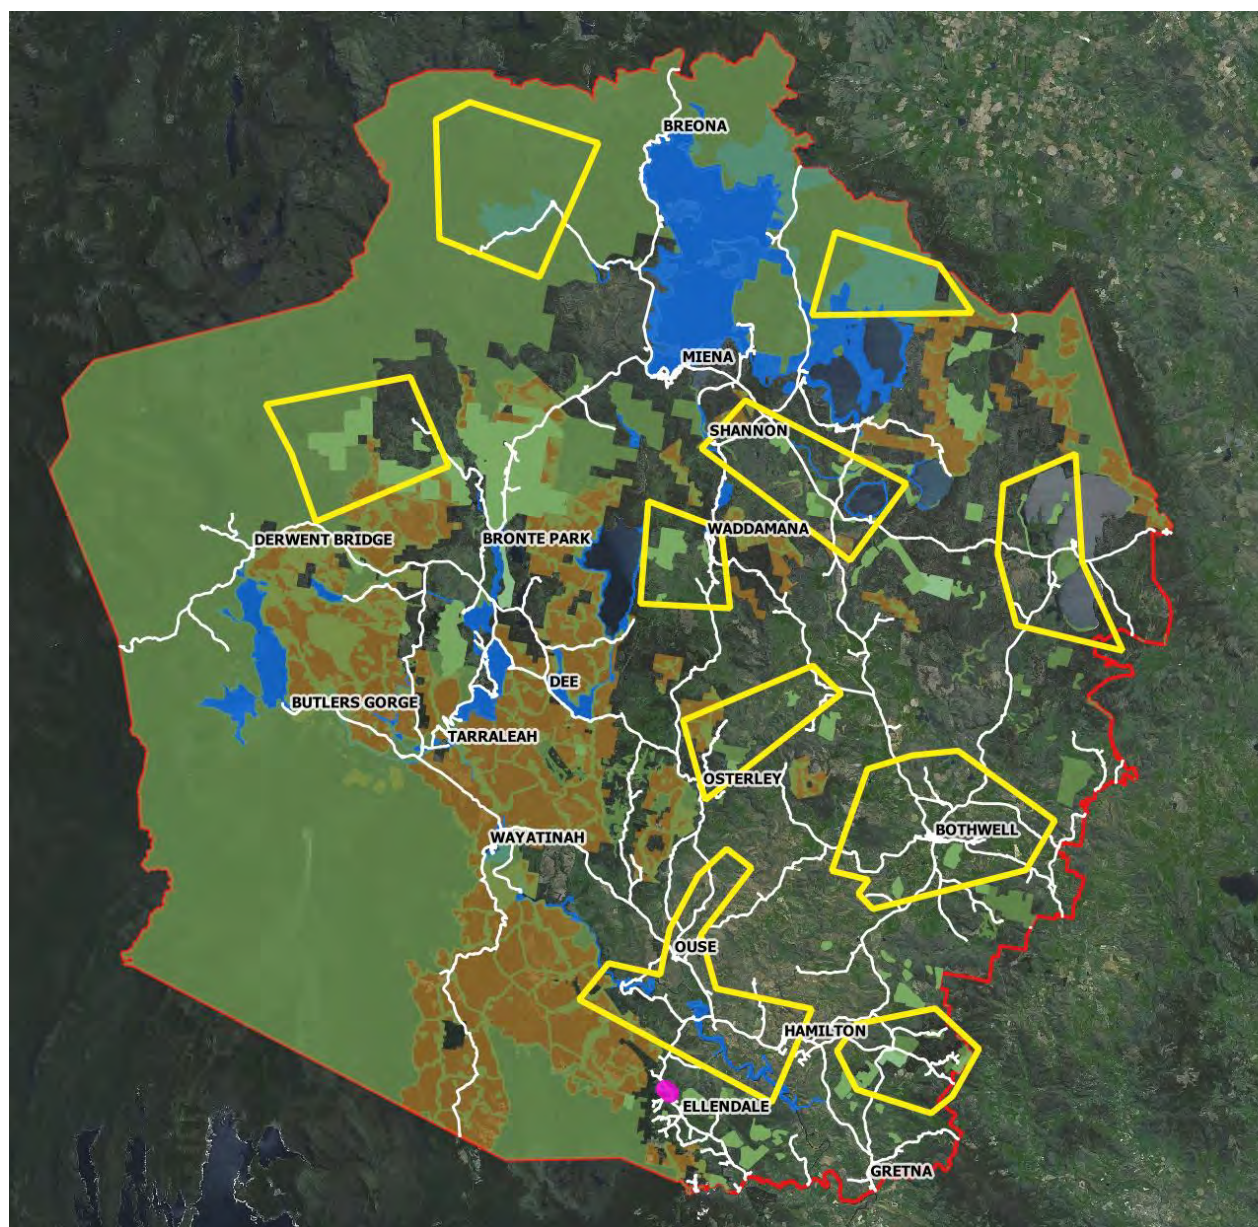 BREONA
MIENA
SHANNON
WADDAMANA
DERWENT BRIDGE
BRONTE PARK
DEE
BUTLERS GORGE
TARRALEAH
OSTERLEY
WAYATINAH
BOTHWELL
OUSE
HAMILTON
ELLENDALE
GRETNA